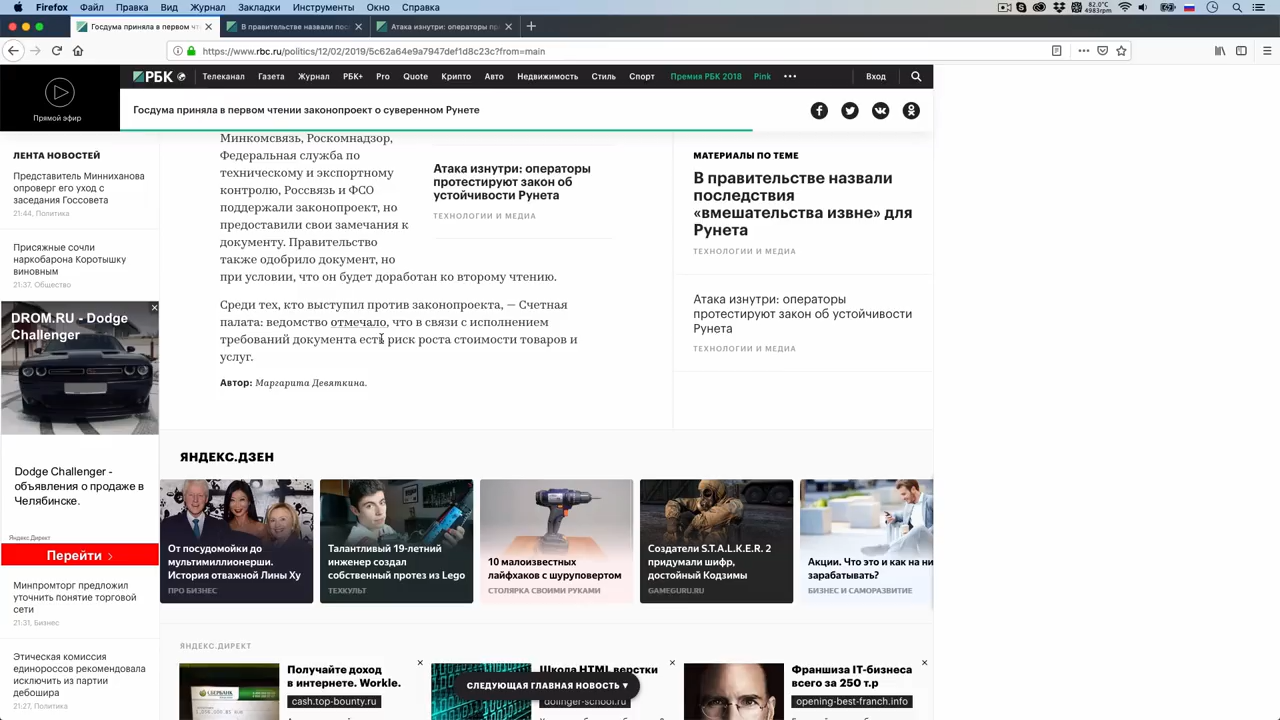 Firefox Файл Правка Вид Журнал Закладки Инструменты Окно Справка
82.0°C
4983rpm
Госдума приняла в первом чт
В правительстве назвали пос
Атака изнутри: операторы пр
https://www.rbc.ru/politics/12/02/2019/5c62a64e9a7947def1d8c23c?from=main
Прямой эфир
РБК Телеканал Газета Журнал РБК+ Pro Quote Крипто Авто Недвижимость Стиль Спорт Премия РБК 2018 Pink ••• Вход
Госдума приняла в первом чтении законопроект о суверенном Рунете
ЛЕНТА НОВОСТЕЙ
Представитель Минниханова
опроверг его уход с
заседания Госсовета
21:44, Политика
Присяжные сочли
наркобарона Коротышку
виновным
21:37, Общество
DROM.RU - Dodge
Challenger
Dodge Challenger -
объявления о продаже в
Челябинске.
Яндекс.Директ
Перейти
Минпромторг предложил
уточнить понятие торговой
сети
21:31, Бизнес
Этическая комиссия
единороссов рекомендовала
исключить из партии
дебошира
21:27, Политика
Минкомсвязь, Роскомнадзор,
Федеральная служба по
техническому и экспортному
контролю, Россвязь и ФСО
поддержали законопроект, но
предоставили свои замечания к
документу. Правительство
также одобрило документ, но
при условии, что он будет доработан ко второму чтению.
Среди тех, кто выступил против законопроекта, — Счетная
палата: ведомство отмечало, что в связи с исполнением
требований документа есть риск роста стоимости товаров и
услуг.
Автор: Маргарита Девяткина.
Атака изнутри: операторы
протестируют закон об
устойчивости Рунета
ТЕХНОЛОГИИ И МЕДИА
МАТЕРИАЛЫ ПО ТЕМЕ
В правительстве назвали
последствия
«вмешательства извне» для
Рунета
ТЕХНОЛОГИИ И МЕДИА
Атака изнутри: операторы
протестируют закон об устойчивости
Рунета
ТЕХНОЛОГИИ И МЕДИА
ЯНДЕКС.ДЗЕН
От посудомойки до
мультимиллионерши.
История отважной Лины Ху
ПРО БИЗНЕС
Талантливый 19-летний
инженер создал
собственный протез из Lego
ТЕХКУЛЬТ
10 малоизвестных
лайфхаков с шуруповертом
СТОЛЯРКА СВОИМИ РУКАМИ
Создатели S.T.A.L.K.E.R. 2
придумали шифр,
достойный Кодзимы
GAMEGURU.RU
Акции. Что это и как на ни
зарабатывать?
БИЗНЕС И САМОРАЗВИТИЕ
ЯНДЕКС.ДИРЕКТ
Получайте доход
в интернете. Workle.
cash.top-bounty.ru
Школа HTML верстки
dolinger-school.ru
Франшиза IT-бизнеса
всего за 250 т.р
opening-best-franch.info
СЛЕДУЮЩАЯ ГЛАВНАЯ НОВОСТЬ ▾